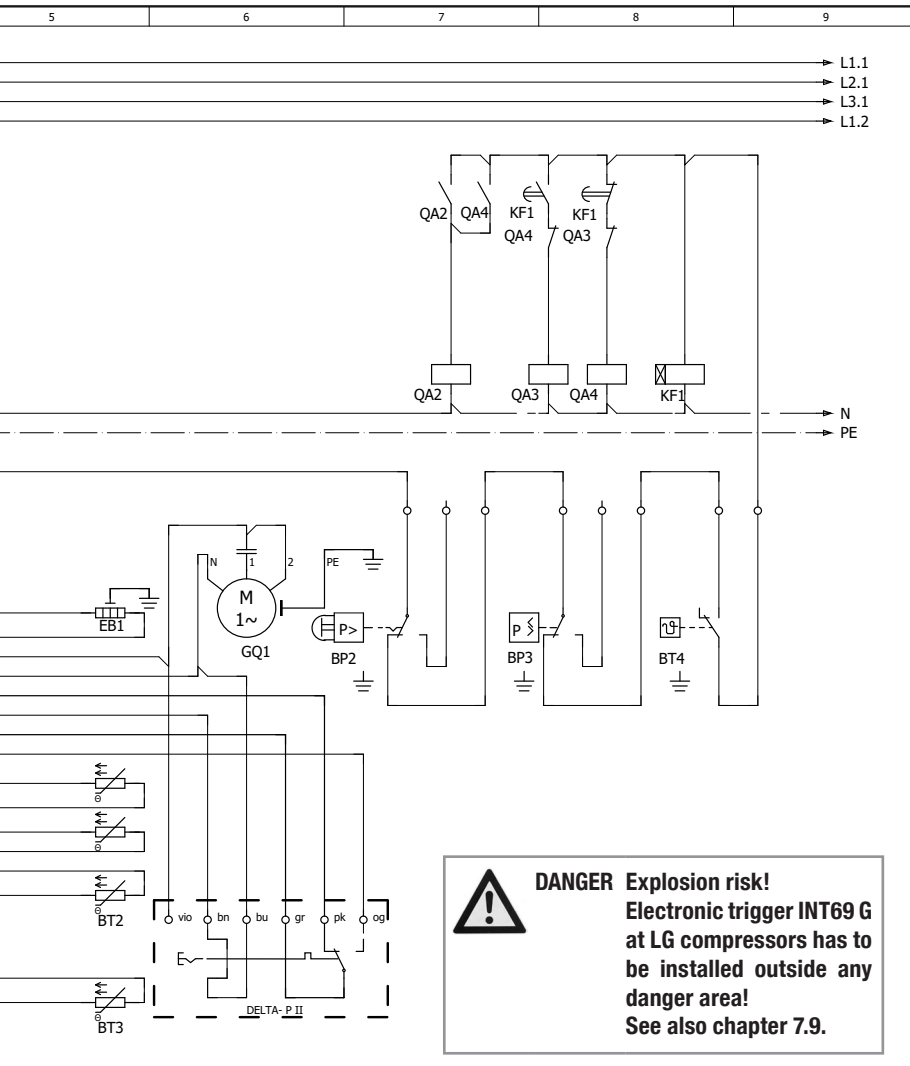 5 6 7 8 9
L1.1
L2.1
L3.1
L1.2
QA2 QA4 KF1 KF1
QA4 QA3
QA2 QA3 QA4 KF1
N
PE
N 1 2 PE
M
1~
GQ1
EB1
P>
BP2
P
BP3
BT4
ϑ
ϑ
ϑ
ϑ
BT2
ϑ
BT3
vio bn bu gr pk og
DELTA- P II
DANGER Explosion risk!
Electronic trigger INT69 G
at LG compressors has to
be installed outside any
danger area!
See also chapter 7.9.